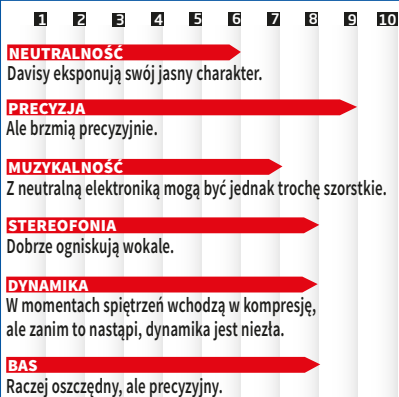 1 2 3 4 5 6 7 8 9 10
NEUTRALNOŚĆ
Davisy eksponują swój jasny charakter.
PRECYZJA
Ale brzmią precyzyjnie.
MUZYKALNOŚĆ
Z neutralną elektroniką mogą być jednak trochę szorstkie.
STEREOFONIA
Dobrze ogniskują wokale.
DYNAMIKA
W momentach spiętrzeń wchodzą w kompresję,
ale zanim to nastąpi, dynamika jest niezła.
BAS
Raczej oszczędny, ale precyzyjny.